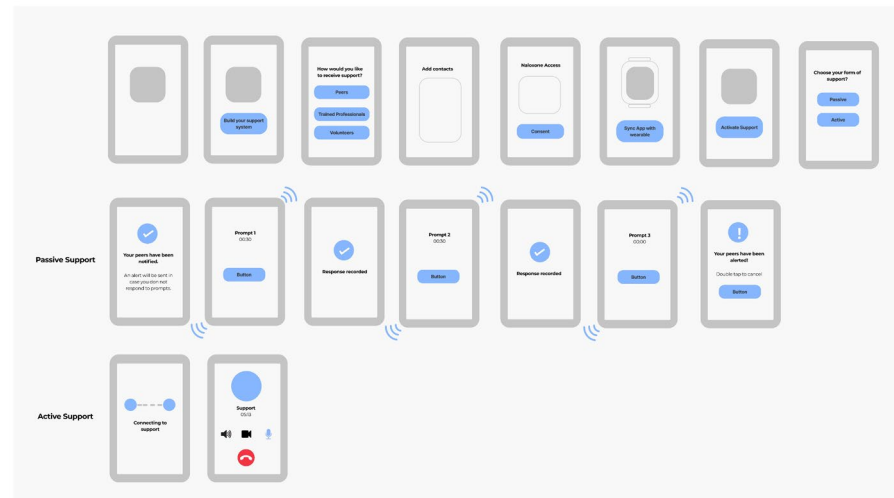 How would you like
to receive support?
Add contacts
Naloxone Access
Choose your form of
support?
Peers
Passive
Build your support
system
Trained Professionals
Active
Volunteers
Consent
Sync App with
wearable
Activate Support
Passive Support
Your peers have been
notified.
An alert will be sent in
case you don not
respond to prompts.
Prompt 1
00:30
Button
Response recorded
Prompt 2
00:30
Button
Response recorded
Prompt 3
00:00
Button
Your peers have been
alerted!
Double tap to cancel
Button
Active Support
Connecting to
support
Support
05:13